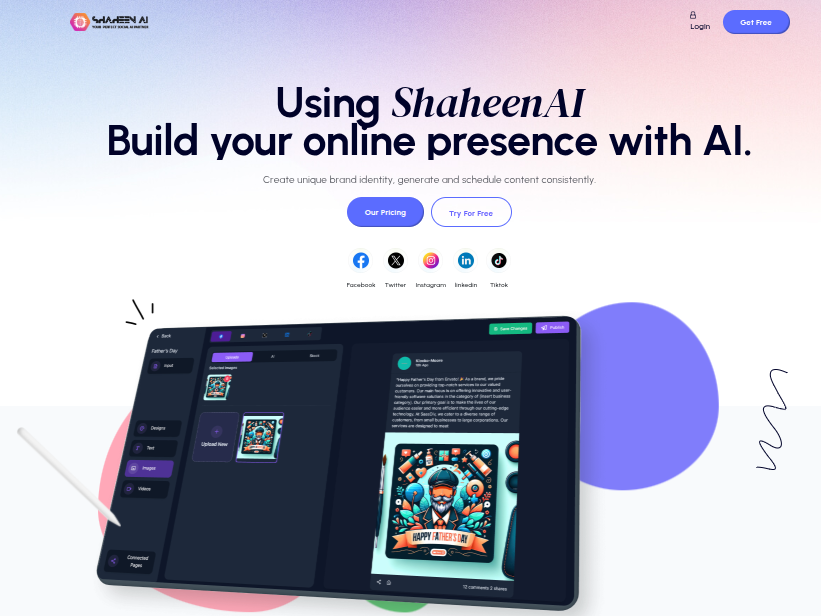 SHAHEEN AI
YOUR PERFECT SOCIAL AI PARTNER
Login
Get Free
Using ShaheenAI
Build your online presence with AI.
Create unique brand identity, generate and schedule content consistently.
Our Pricing
Try For Free
Facebook
Twitter
Instagram
linkedin
Tiktok
Back
Save Changes
Publish
Father's Day
Input
Designs
Text
Images
Videos
Connected Pages
Uploads
AI
Stock
Selected Images
Upload New
"Happy Father's Day from Enozic! 🎉 As a brand, we pride
ourselves on providing top-notch services to our valued
customers. Our main focus is on offering innovative and user-
friendly software solutions in the category of (insert business
category). Our primary goal is to make the lives of our
audience easier and more efficient through our cutting-edge
technology. At SeasDiv, we cater to a diverse range of
customers, from small businesses to large corporations. Our
services are designed to meet
HAPPY FATHER'S DAY
12 comments 2 shares